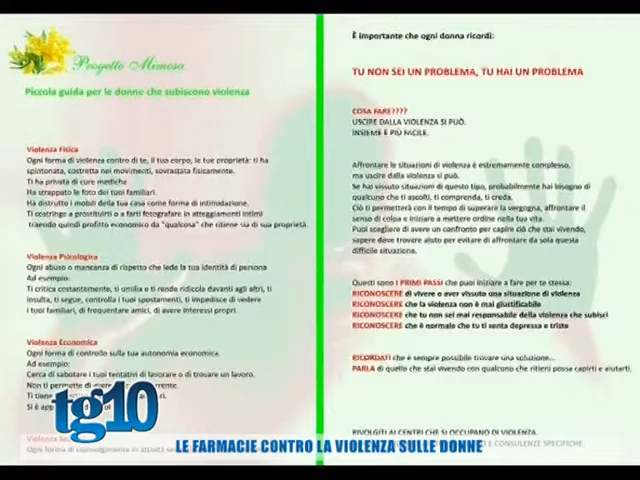 Progetto Mimosa
Piccola guida per le donne che subiscono violenza
Violenza Fisica
Ogni forma di violenza contro di te, il tuo corpo, le tue proprietà: ti ha
spintonata, costretta nei movimenti, sovrastata fisicamente.
Ti ha privata di cure mediche
Ha strappato le foto dei tuoi familiari.
Ha distrutto i mobili della tua casa come forma di intimidazione.
Ti costringe a prostituirti o a farti fotografare in atteggiamenti intimi
traendo quindi profitto economico da "qualcosa" che ritiene sia di sua proprietà.
Violenza Psicologica
Ogni abuso o mancanza di rispetto che lede la tua identità di persona
Ad esempio:
Ti critica costantemente, ti umilia e ti rende ridicola davanti agli altri, ti
insulta, ti segue, controlla i tuoi spostamenti, ti impedisce di vedere
i tuoi familiari, di frequentare amici, di avere interessi propri.
Violenza Economica
Ogni forma di controllo sulla tua autonomia economica.
Ad esempio:
Cerca di sabotare i tuoi tentativi di lavorare o di trovare un lavoro.
Non ti permette di
Ti
Si è
Ogni forma di coinvolgimento in attività
È importante che ogni donna ricordi:
TU NON SEI UN PROBLEMA, TU HAI UN PROBLEMA
COSA FARE????
USCIRE DALLA VIOLENZA SI PUÒ.
INSIEME È PIÙ FACILE.
Affrontare le situazioni di violenza è estremamente complesso,
ma uscire dalla violenza si può.
Se hai vissuto situazioni di questo tipo, probabilmente hai bisogno di
qualcuno che ti ascolti, ti comprenda, ti creda.
Ciò ti permetterà con il tempo di superare la vergogna, affrontare il
senso di colpa e iniziare a mettere ordine nella tua vita.
Puoi scegliere di avere un confronto per capire ciò che stai vivendo,
sapere dove trovare aiuto per evitare di affrontare da sola questa
difficile situazione.
Questi sono I PRIMI PASSI che puoi iniziare a fare per te stessa:
RICONOSCERE di vivere o aver vissuto una situazione di violenza
RICONOSCERE che la violenza non è mai giustificabile
RICONOSCERE che tu non sei mai responsabile della violenza che subisci
RICONOSCERE che è normale che tu ti senta depressa e triste
RICORDATI che è sempre possibile trovare una soluzione...
PARLA di quello che stai vivendo con qualcuno che ritieni possa capirti e aiutarti.
RIVOLGITI AI CENTRI CHE SI OCCUPANO DI VIOLENZA
E CONSULENZE SPECIFICHE.
tg10
LE FARMACIE CONTRO LA VIOLENZA SULLE DONNE